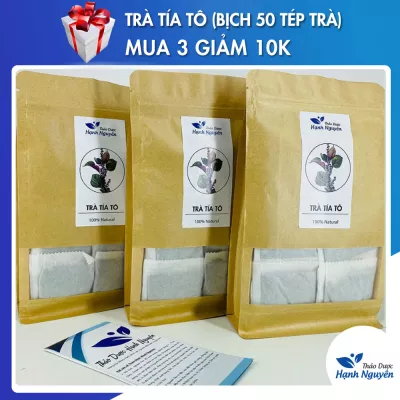 TRÀ TÍA TÔ (BỊCH 50 TÉP TRÀ)
MUA 3 GIẢM 10K
Thảo Dược
Hạnh Nguyên
TRÀ TÍA TÔ
100% Natural
Thảo Dược
Hạnh Nguyên
TRÀ TÍA TÔ
100% Natural
Thảo Dược
Hạnh Nguyên
TRÀ TÍA TÔ
100% Natural
Thảo Dược Hạnh Nguyên
Thảo Dược
Hạnh Nguyên